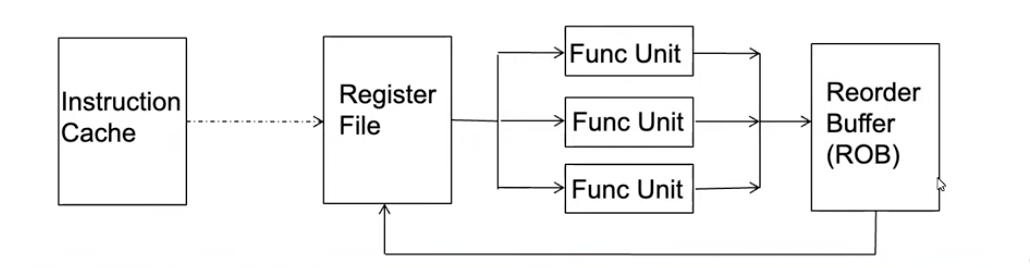 Instruction
Cache
Register
File
Func Unit
Func Unit
Func Unit
Reorder
Buffer
(ROB)